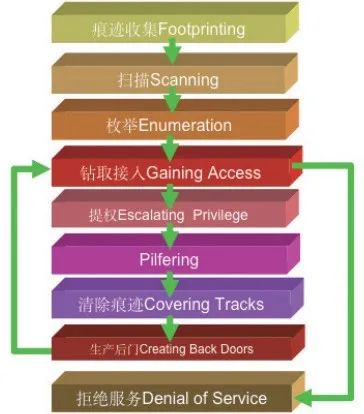 痕迹收集Footprinting
扫描Scanning
枚举Enumeration
钻取接入Gaining Access
提权Escalating Privilege
Pilfering
清除痕迹Covering Tracks
生产后门Creating Back Doors
拒绝服务Denial of Service